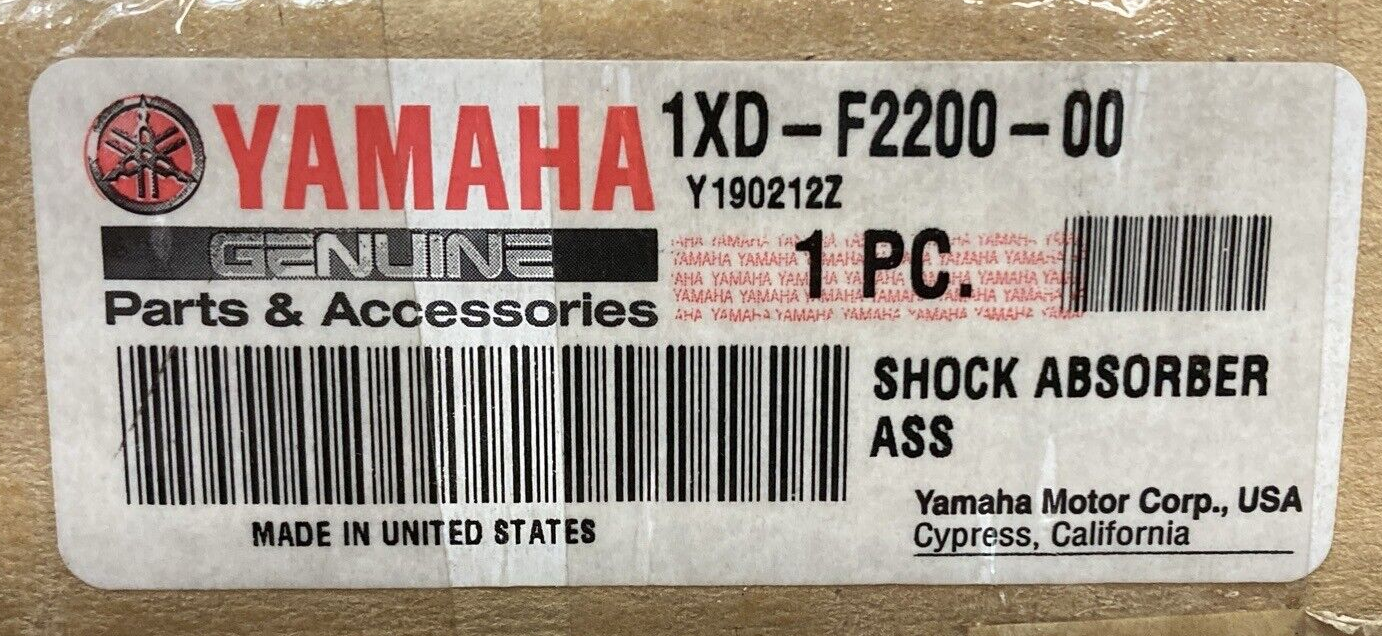 YAMAHA 1XD-F2200-00
Y190212Z
GENUINE
1 PC.
Parts & Accessories
SHOCK ABSORBER
ASS
MADE IN UNITED STATES
Yamaha Motor Corp., USA
Cypress, California